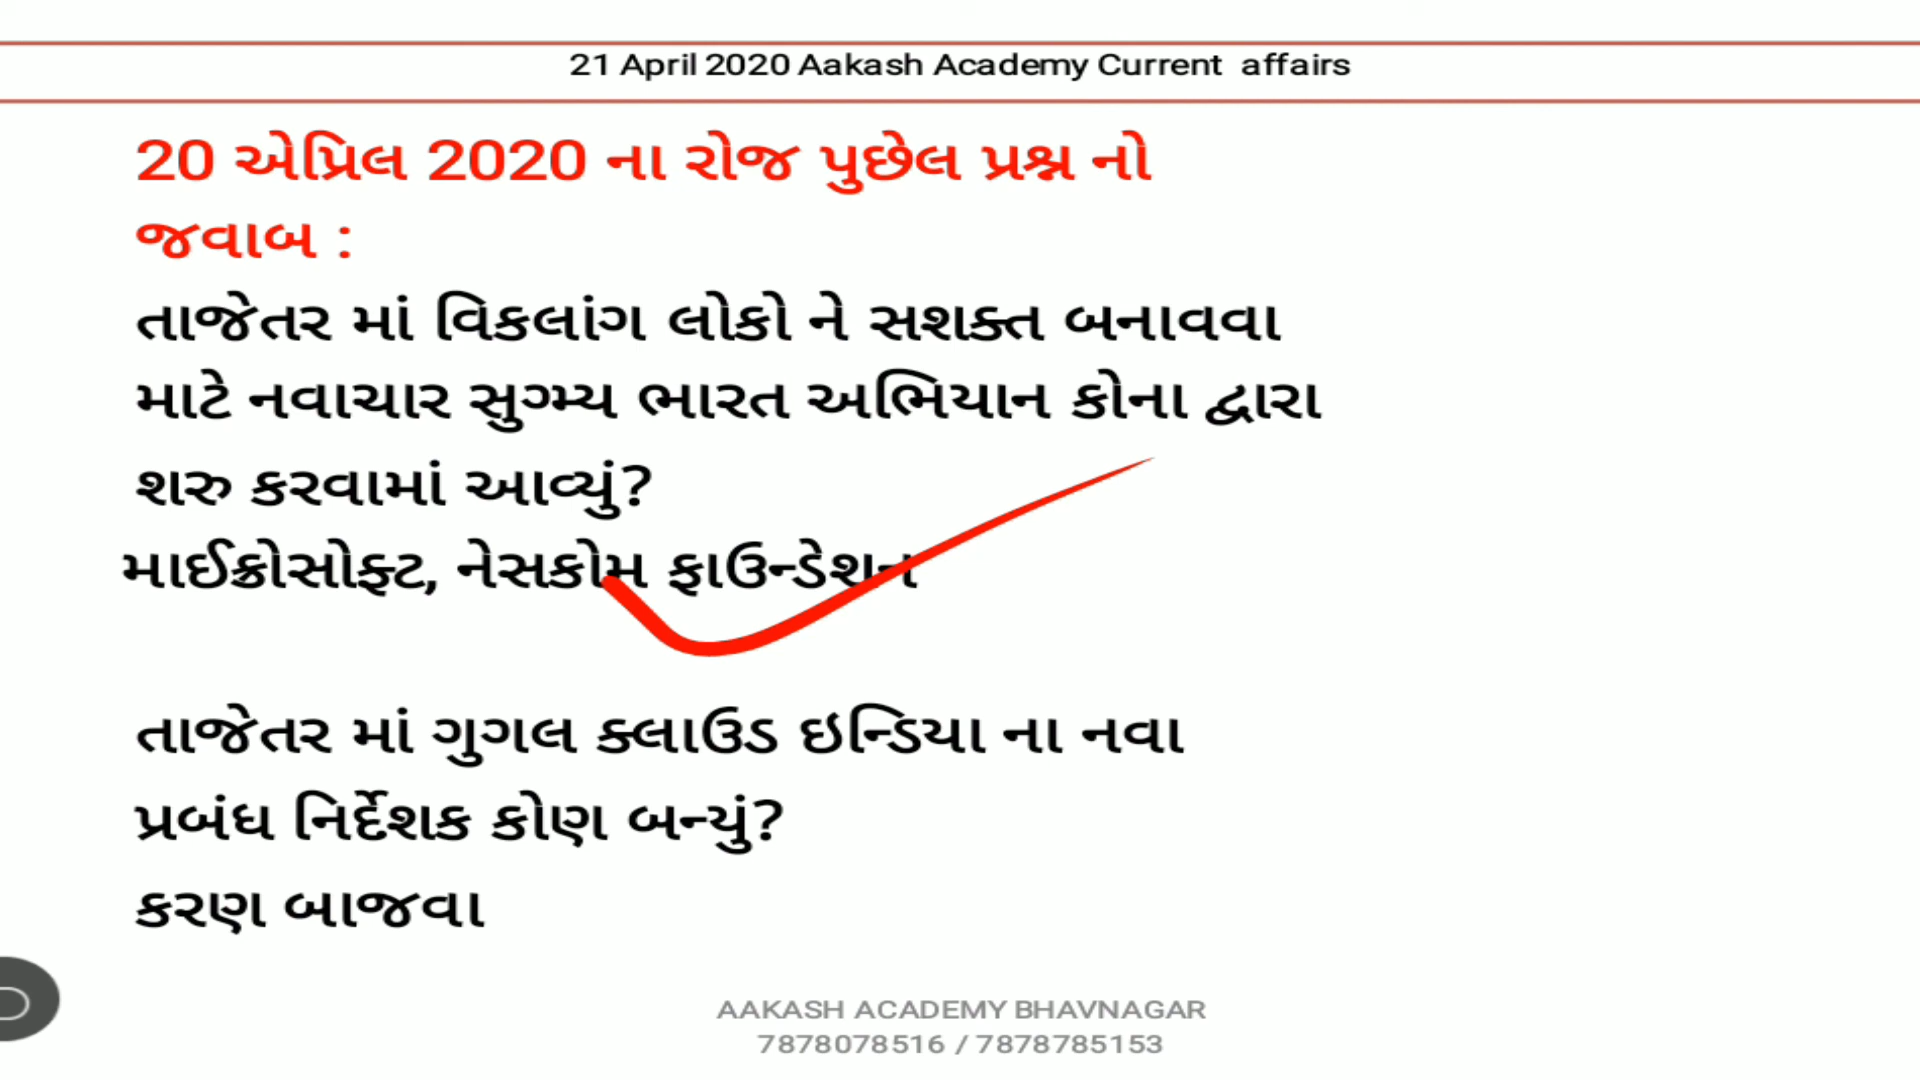 21 April 2020 Aakash Academy Current affairs
20 એપ્રિલ 2020 ના રોજ પુછેલ પ્રશ્ન નો
જવાબ :
તાજેતર માં વિકલાંગ લોકો ને સશક્ત બનાવવા
માટે નવાચાર સુગ્મ્ય ભારત અભિયાન કોના દ્વારા
શરુ કરવામાં આવ્યું?
માઈક્રોસોફ્ટ, નેસકોમ ફાઉન્ડેશન
તાજેતર માં ગુગલ ક્લાઉડ ઇન્ડિયા ના નવા
પ્રબંધ નિર્દેશક કોણ બન્યું?
કરણ બાજવા
AAKASH ACADEMY BHAVNAGAR
7878078516 / 7878785153